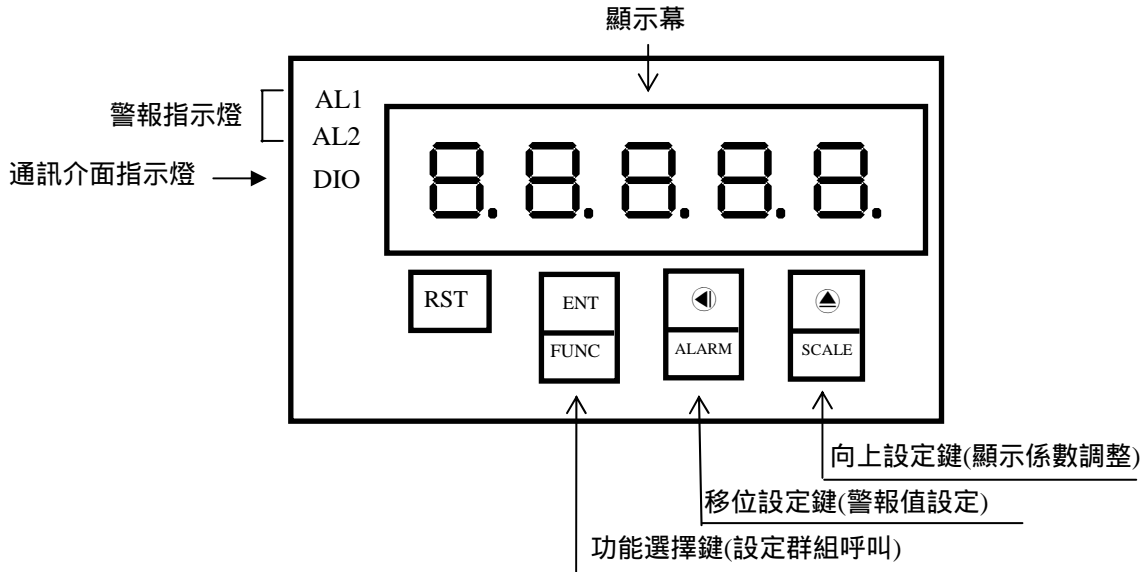 顯示幕
警報指示燈
AL1
AL2
通訊介面指示燈
DIO
8.8.8.8.8.
RST
ENT
FUNC
ALARM
SCALE
向上設定鍵(顯示係數調整)
移位設定鍵(警報值設定)
功能選擇鍵(設定群組呼叫)